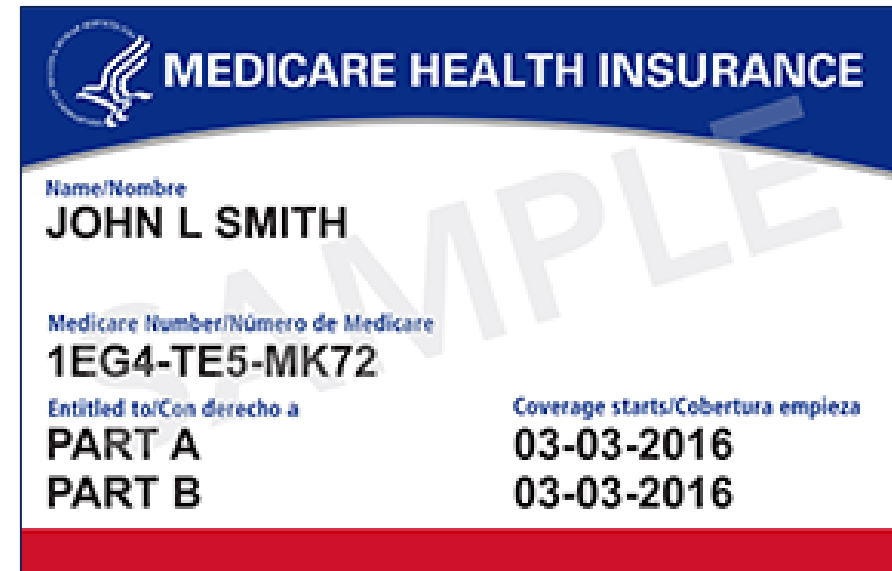 MEDICARE HEALTH INSURANCE
SAMPLE
Name/Nombre
JOHN L SMITH
Medicare Number/Número de Medicare
1EG4-TE5-MK72
Entitled to/Con derecho a
Coverage starts/Cobertura empieza
PART A
03-03-2016
PART B
03-03-2016